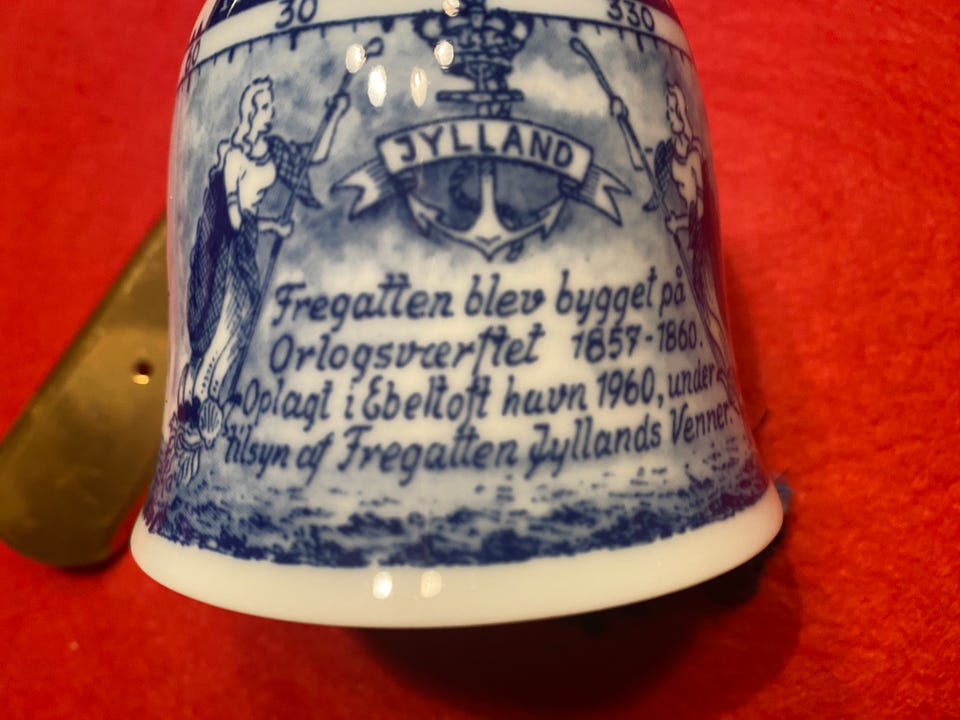 30 330
JYLLAND
Fregatten blev bygget på
Orlogsværftet 1857-1860.
Oplagt i Ebeltoft havn 1960, under
tilsyn af Fregatten Jyllands Venner.